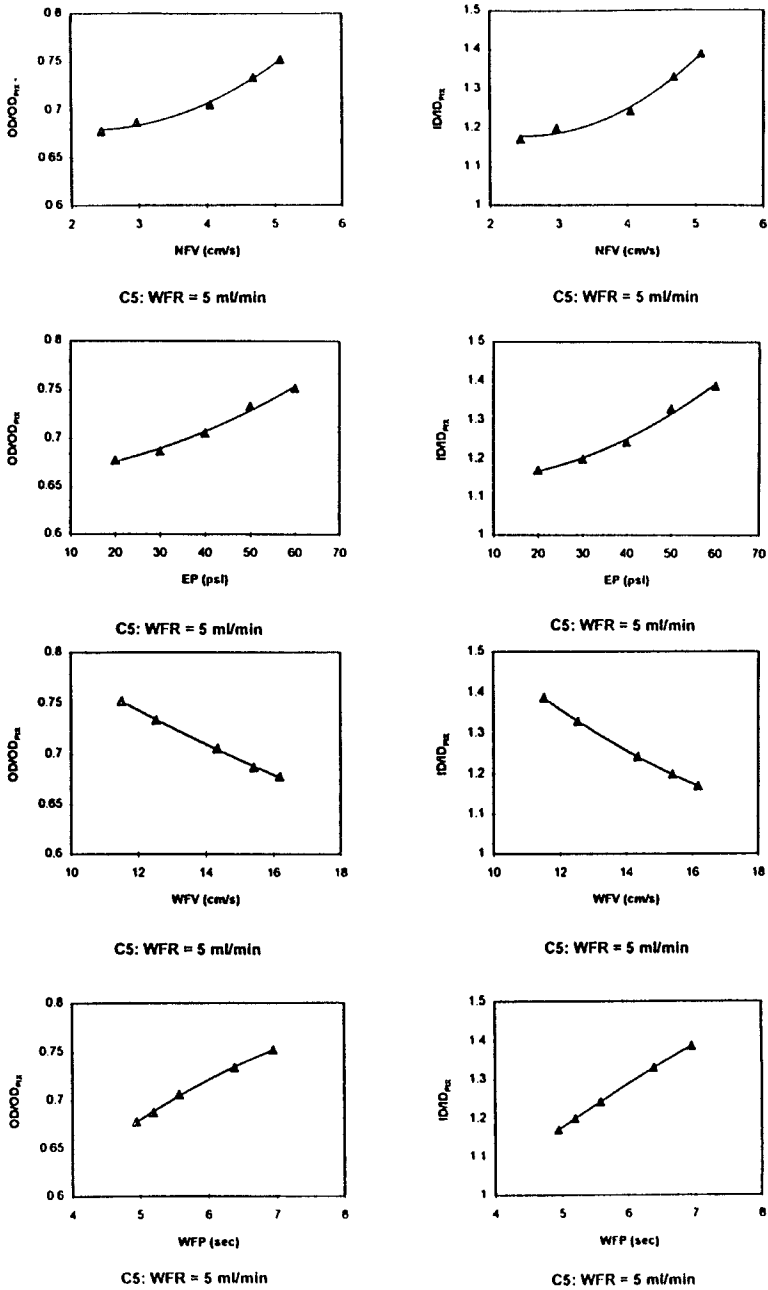 0.8
0.75
0.7
0.65
0 6
OD/OD
2 3 4 5 6
NFV (cm/s)
C5: WFR = 5 ml/min
1.5
1.4
1.3
1.2
1.1
1
ID/ID
2 3 4 5 6
NFV (cm/s)
C5: WFR = 5 ml/min
0.8
0.75
0.7
0.65
0.6
OD/OD
10 20 30 40 50 60 70
EP (psi)
C5: WFR = 5 ml/min
1 5
1.4
1.3
1.2
1.1
1
ID/ID
10 20 30 40 50 60 70
EP (psi)
C5: WFR = 5 ml/min
0.8
0.75
0.7
0.65
0.6
OD/OD
10 12 14 16 18
WFV (cm/s)
C5: WFR = 5 ml/min
1.5
1.4
1.3
1.2
1.1
1
ID/ID
10 12 14 16 18
WFV (cm/s)
C5: WFR = 5 ml/min
0.8
0.75
0.7
0.65
0 6
OD/OD
4 5 6 7 8
WFP (sec)
C5: WFR = 5 ml/min
1.5
1.4
1.3
1.2
1 1
1
ID/ID
4 5 6 7 8
WFP (sec)
C5: WFR = 5 ml/min